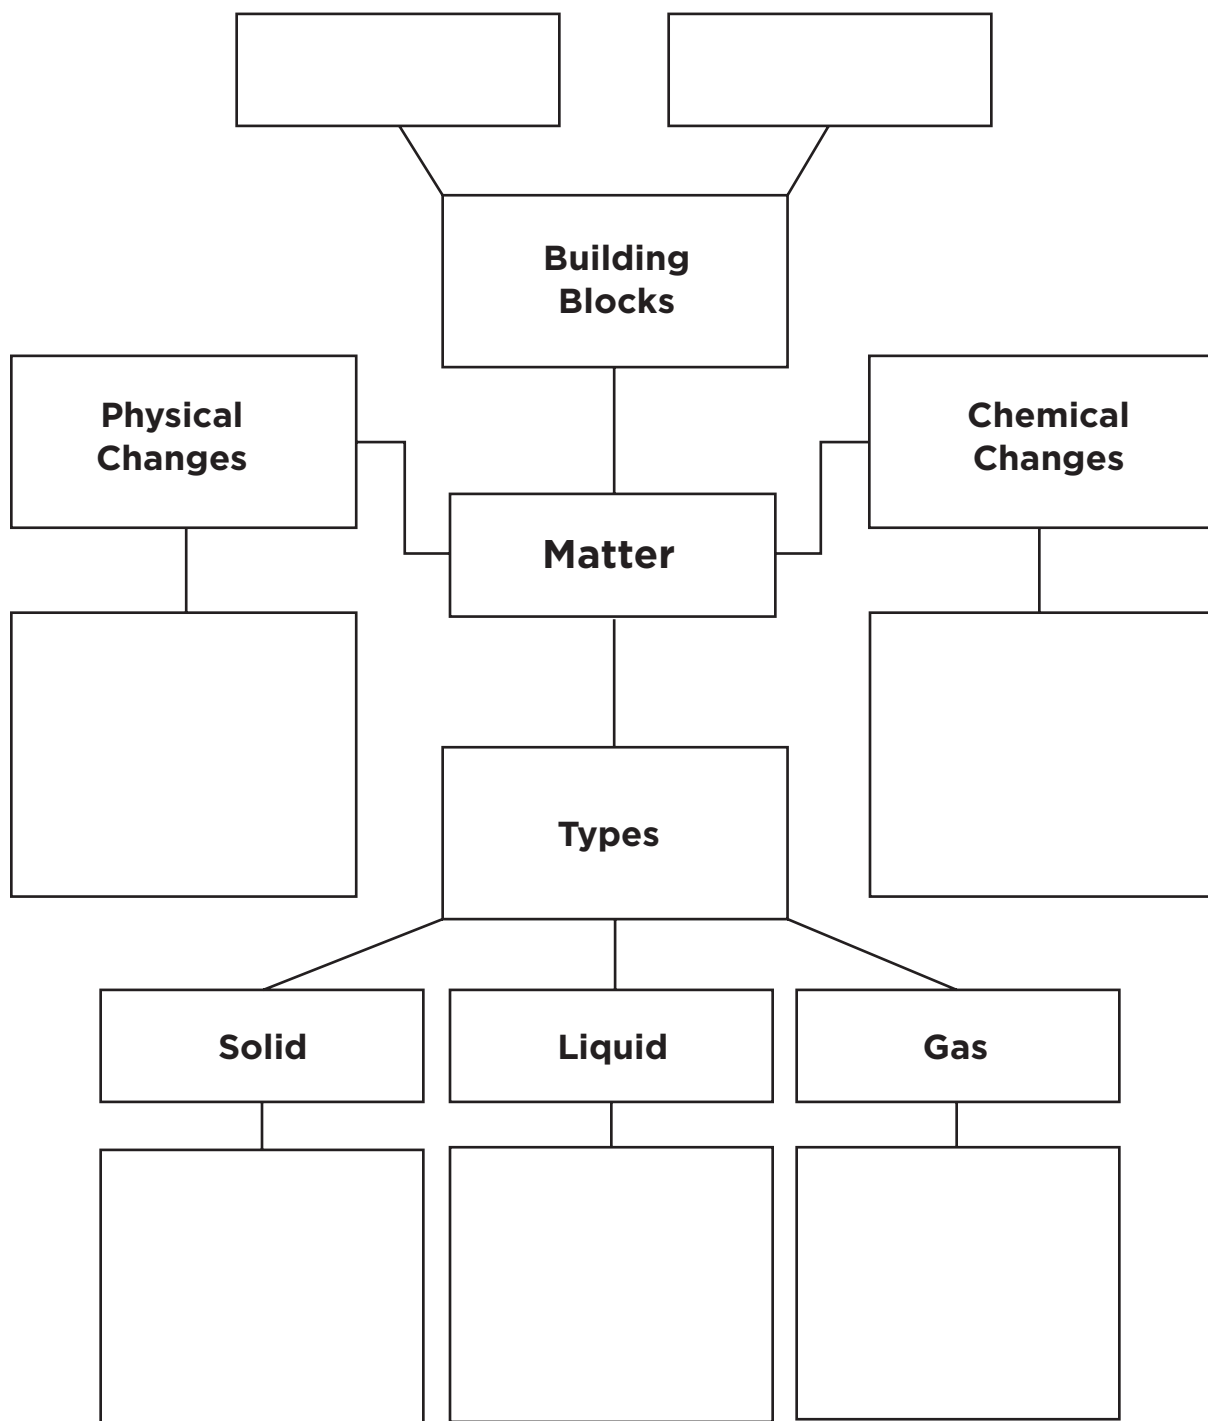 Building
Blocks
Physical
Changes
Chemical
Changes
Matter
Types
Solid
Liquid
Gas